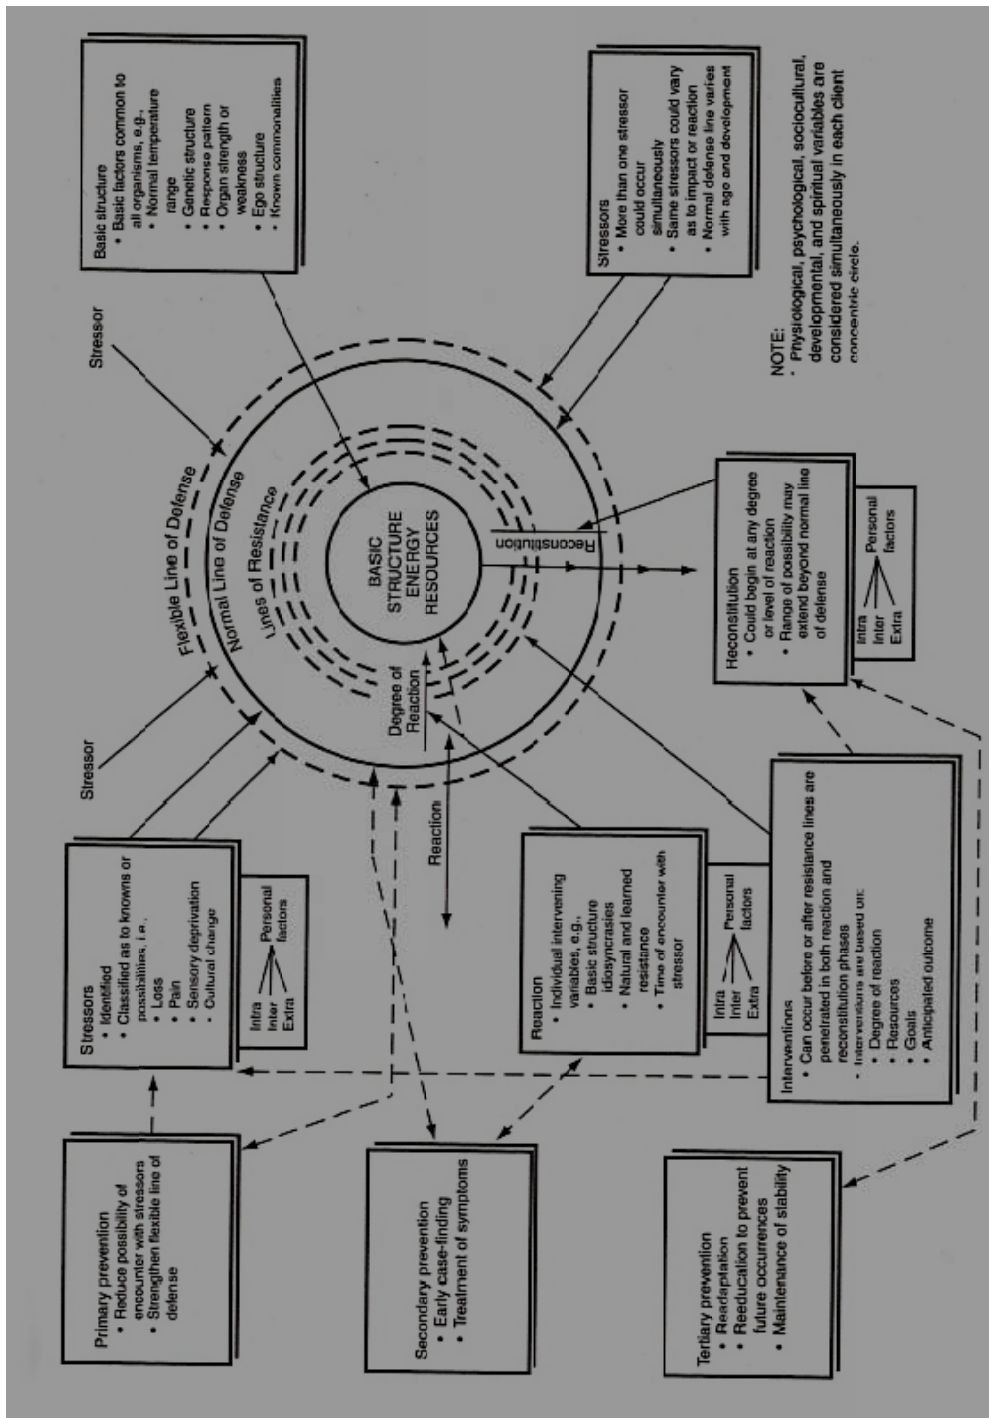 Basic structure
• Basic factors common to
all organisms, e.g.,
• Normal temperature
range
• Genetic structure
• Response pattern
• Organ strength or
weakness
• Ego structure
• Known commonalities
Stressors
• More than one stressor
could occur
simultaneously
• Same stressors could vary
as to impact or reaction
• Normal defense line varies
with age and development
NOTE:
• Physiological, psychological, sociocultural,
developmental, and spiritual variables are
considered simultaneously in each client
concentric circle.
Stressor
Stressor
Flexible Line of Defense
Normal Line of Defense
Lines of Resistance
BASIC
STRUCTURE
ENERGY
RESOURCES
Degree of
Reaction
Reaction
Reconstitution
Stressors
• Identified
• Classified as to knowns or
possibilities, i.e.,
• Loss
• Pain
• Sensory deprivation
• Cultural change
Intra
Inter
Extra
Personal
factors
Reaction
• Individual intervening
variables, e.g.,
• Basic structure
idiosyncrasies
• Natural and learned
resistance
• Time of encounter with
stressor
Intra
Inter
Extra
Personal
factors
Reconstitution
• Could begin at any degree
or level of reaction
• Range of possibility may
extend beyond normal line
of defense
Intra
Inter
Extra
Personal
factors
Interventions
• Can occur before or after resistance lines are
penetrated in both reaction and
reconstitution phases
• Interventions are based on:
• Degree of reaction
• Resources
• Goals
• Anticipated outcome
Primary prevention
• Reduce possibility of
encounter with stressors
• Strengthen flexible line of
defense
Secondary prevention
• Early case-finding
• Treatment of symptoms
Tertiary prevention
• Readaptation
• Reeducation to prevent
future occurrences
• Maintenance of stability